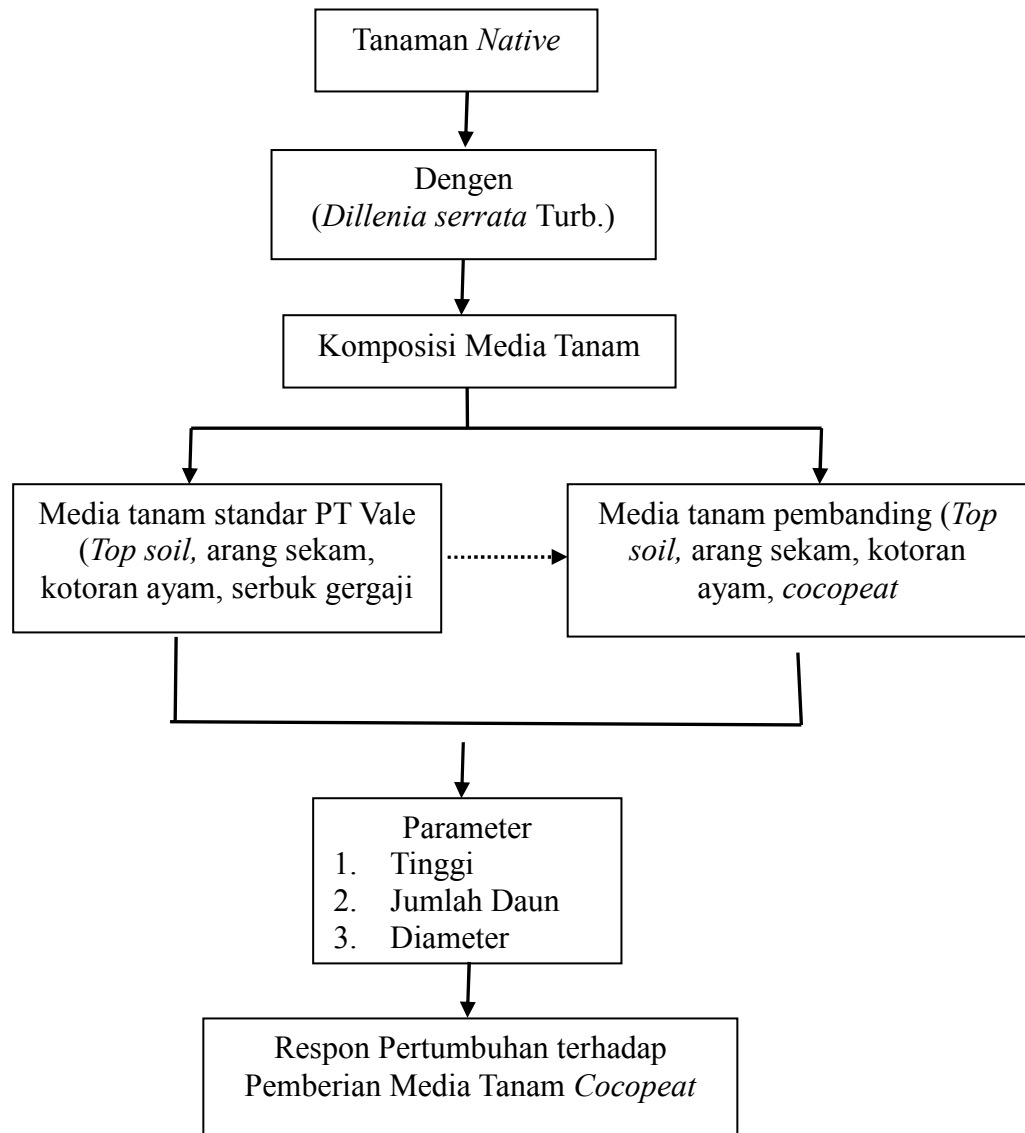 Tanaman Native
Dengen
(Dillenia serrata Turb.)
Komposisi Media Tanam
Media tanam standar PT Vale
(Top soil, arang sekam,
kotoran ayam, serbuk gergaji
Media tanam pembanding (Top
soil, arang sekam, kotoran
ayam, cocopeat
Parameter
1. Tinggi
2. Jumlah Daun
3. Diameter
Respon Pertumbuhan terhadap
Pemberian Media Tanam Cocopeat